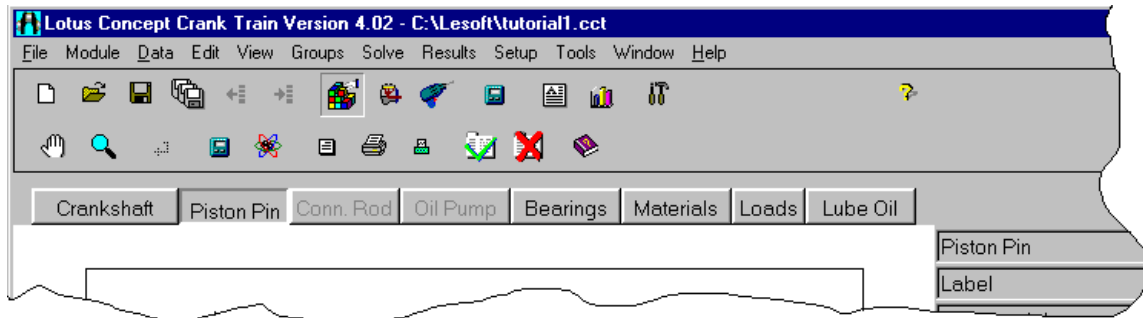 Lotus Concept Crank Train Version 4.02 - C:\Lesoft\tutorial1.cct
File Module Data Edit View Groups Solve Results Setup Tools Window Help
Crankshaft Piston Pin Conn. Rod Oil Pump Bearings Materials Loads Lube Oil
Piston Pin
Label